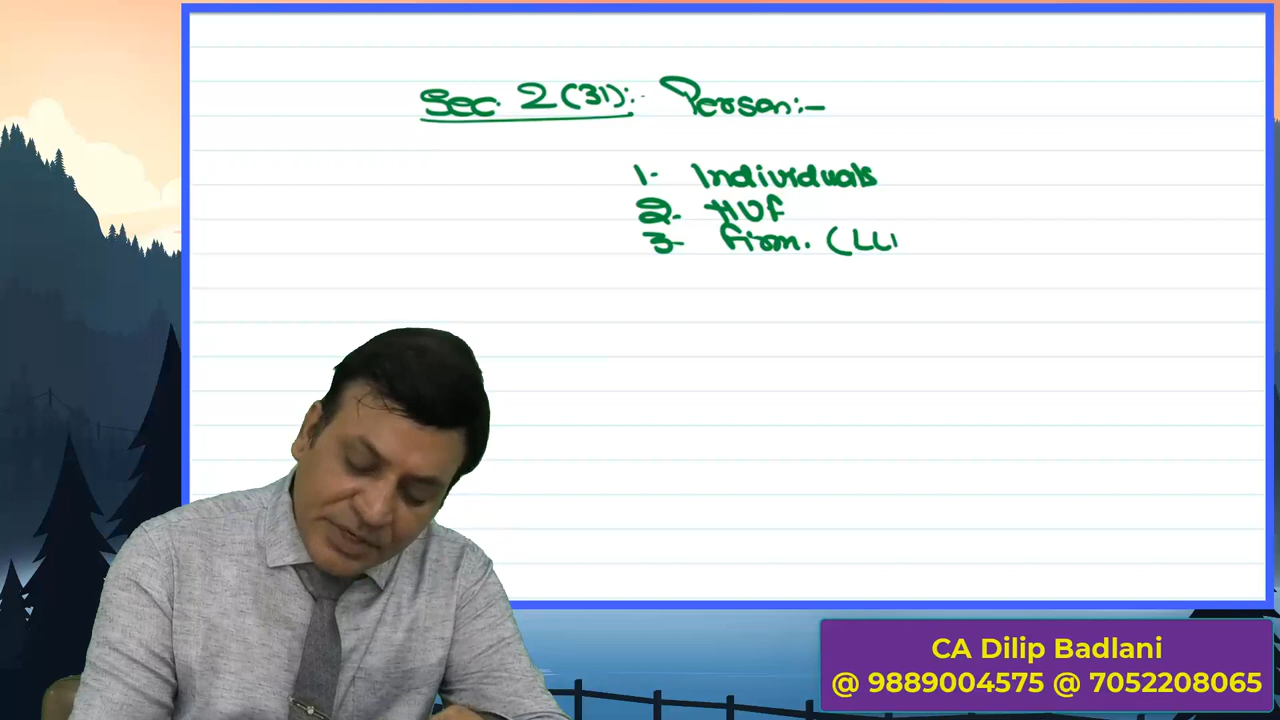 Sec. 2(31):- Person:-
1. Individuals
2. HUF
3. Firm. (LL
CA Dilip Badlani
@ 9889004575 @ 7052208065